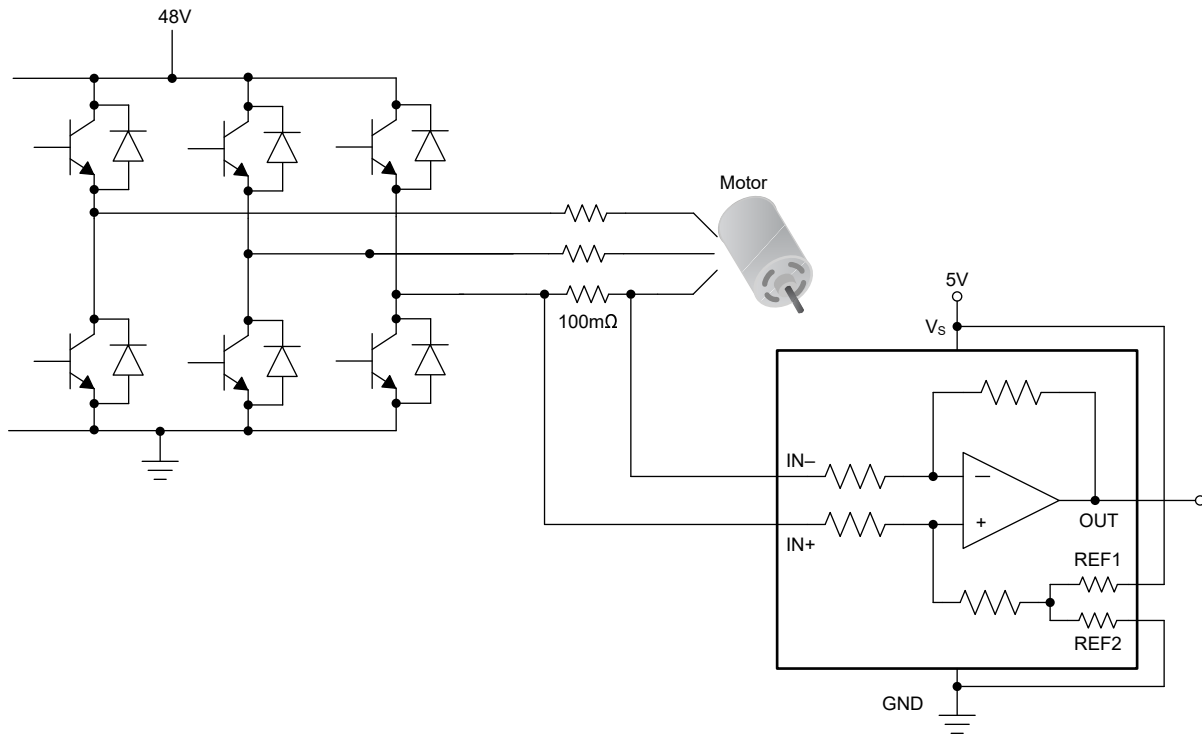 48V
Motor
100mΩ
5V
VS
IN–
IN+
–
+
OUT
REF1
REF2
GND